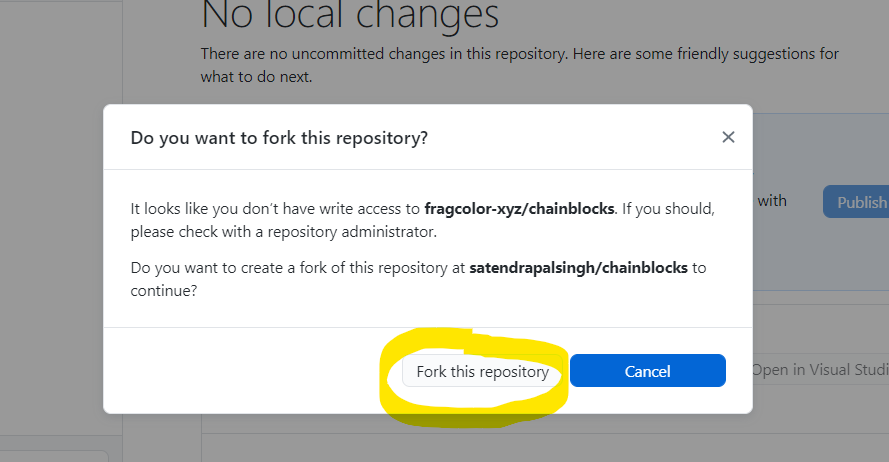 No local changes
There are no uncommitted changes in this repository. Here are some friendly suggestions for
what to do next.
Do you want to fork this repository?
It looks like you don't have write access to fragcolor-xyz/chainblocks. If you should,
please check with a repository administrator.
Do you want to create a fork of this repository at satendrapalsingh/chainblocks to
continue?
with
Publish
Fork this repository
Cancel
Open in Visual Studi